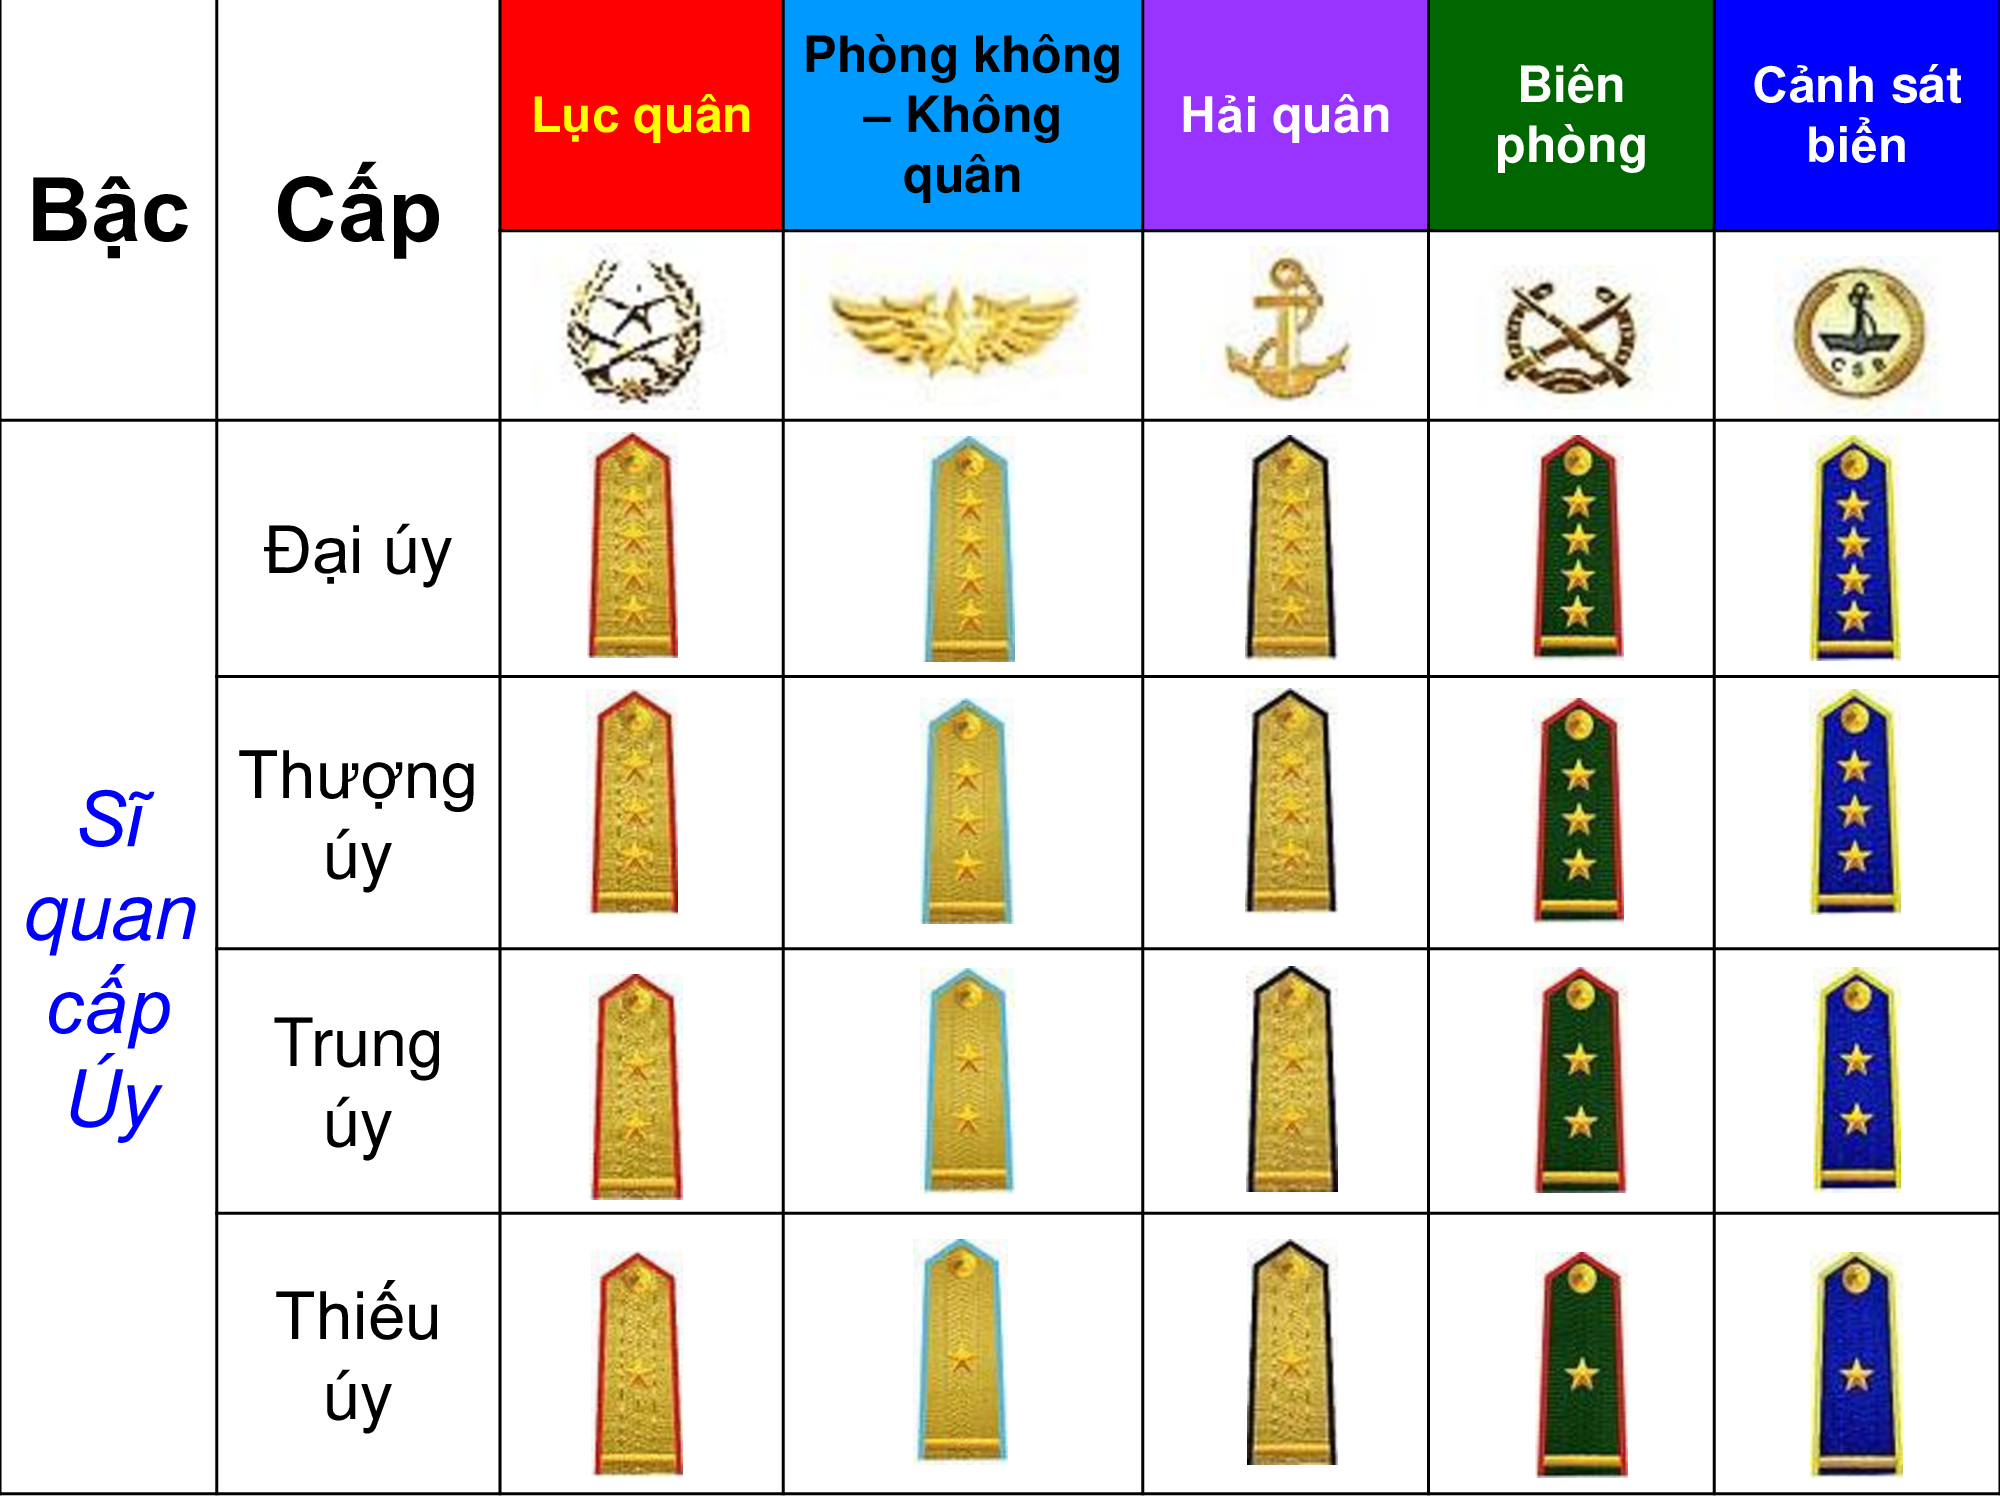 Bậc
Cấp
Lục quân
Phòng không
– Không
quân
Hải quân
Biên
phòng
Cảnh sát
biển
CSB
Sĩ
quan
cấp
Úy
Đại úy
Thượng
úy
Trung
úy
Thiếu
úy